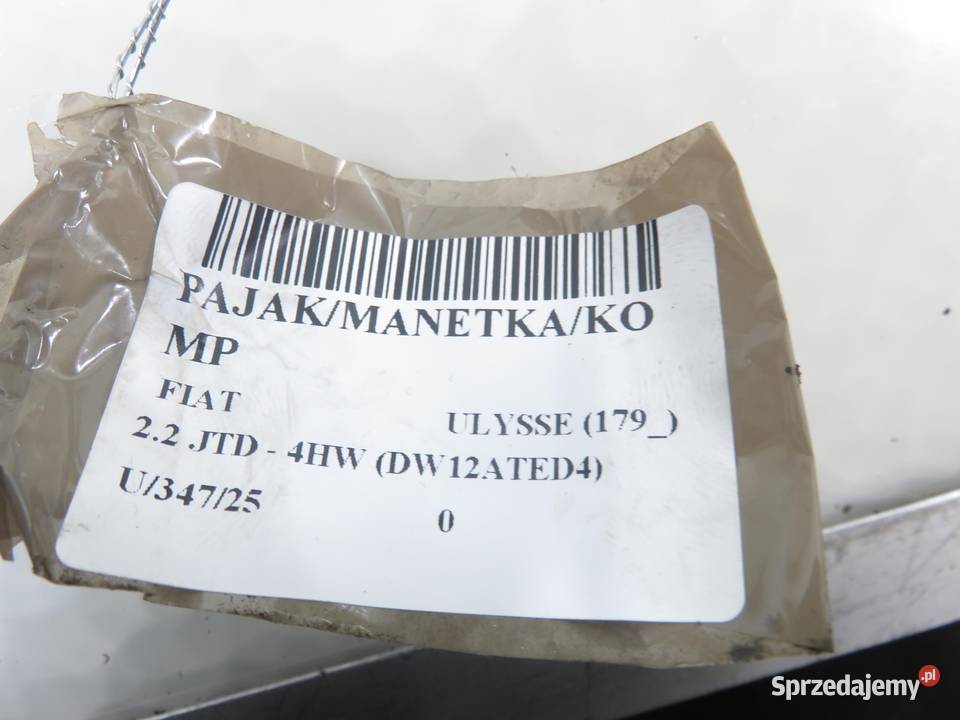 PAJAK/MANETKA/KO
MP
FIAT ULYSSE (179_)
2.2 JTD - 4HW (DW12ATED4)
U/347/25 0
Sprzedajemy.pl